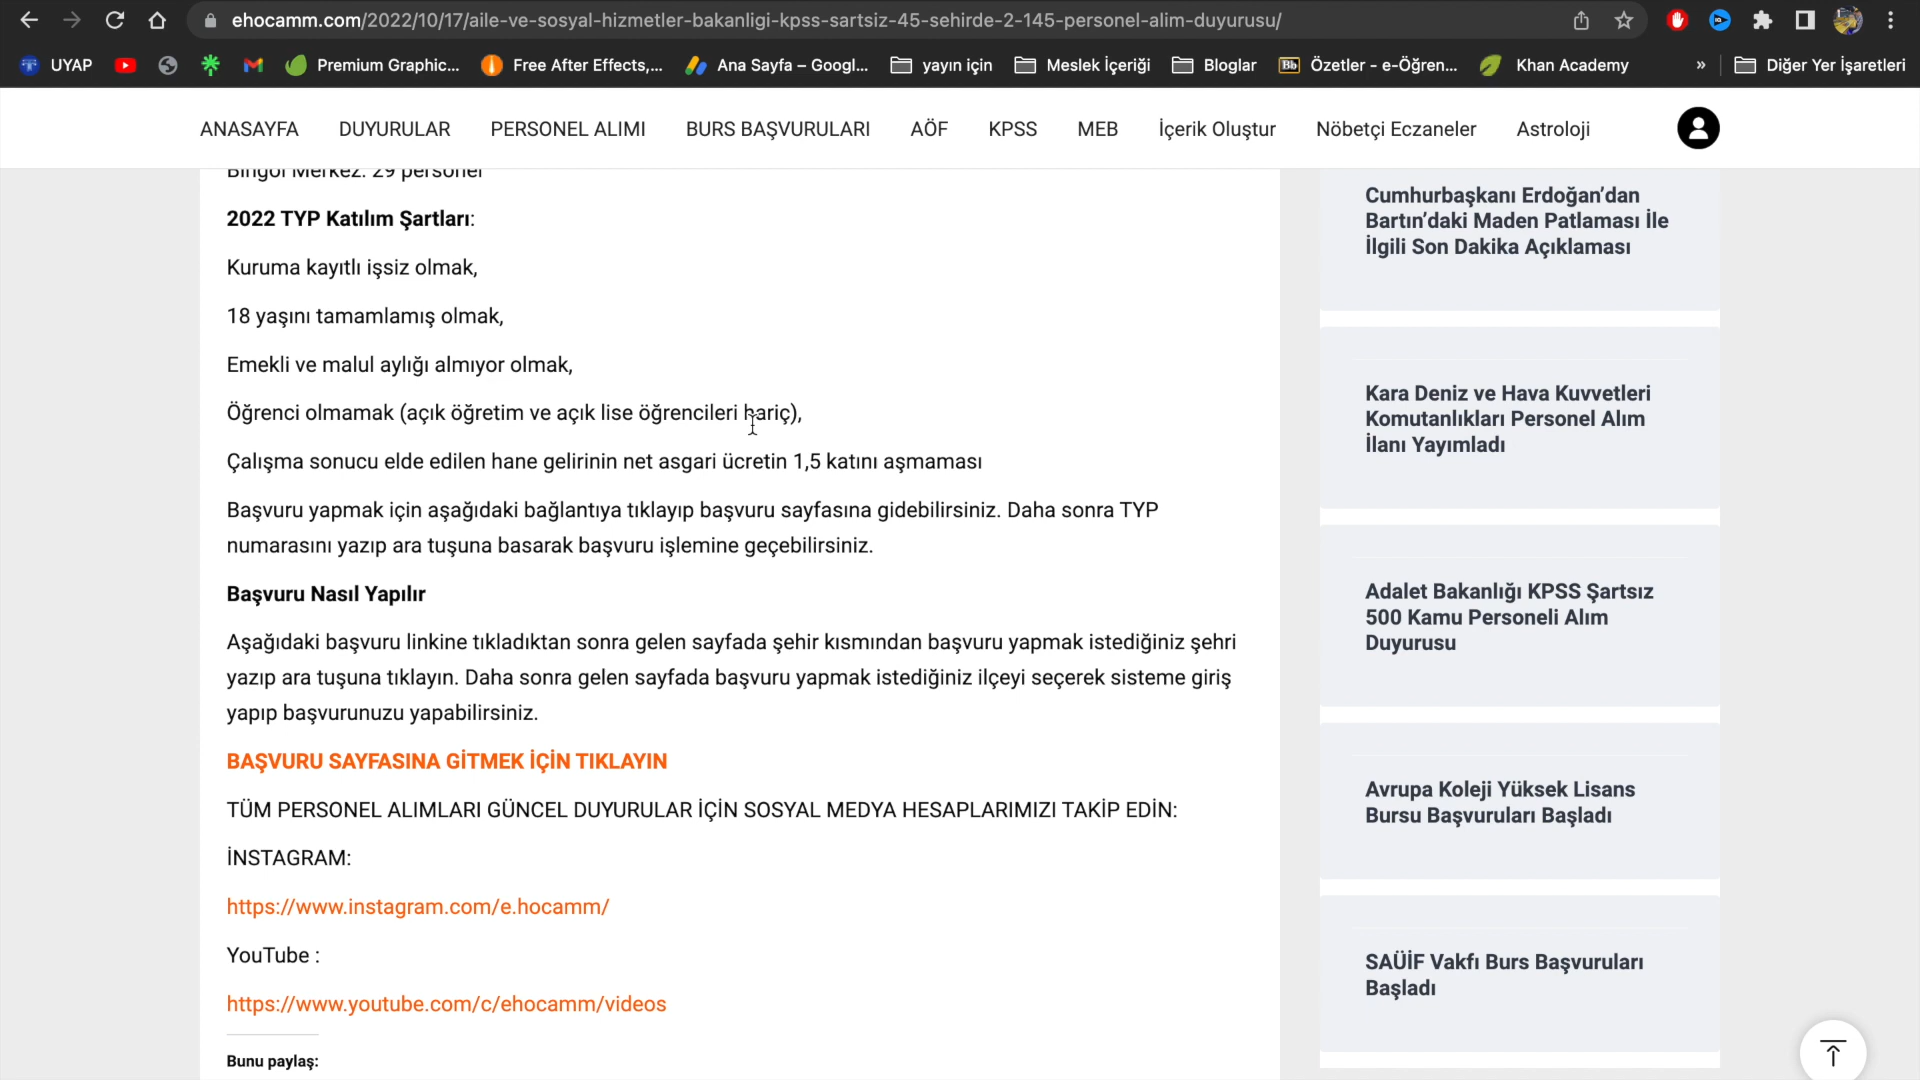 ehocamm.com/2022/10/17/aile-ve-sosyal-hizmetler-bakanligi-kpss-sartsiz-45-sehirde-2-145-personel-alim-duyurusu/
UYAP
Premium Graphic...
Free After Effects,...
Ana Sayfa – Googl...
yayın için
Meslek İçeriği
Bloglar
Bb
Özetler - e-Öğren...
Khan Academy
»
Diğer Yer İşaretleri
ANASAYFA
DUYURULAR
PERSONEL ALIMI
BURS BAŞVURULARI
AÖF
KPSS
MEB
İçerik Oluştur
Nöbetçi Eczaneler
Astroloji
Bingöl Merkez: 29 personel
2022 TYP Katılım Şartları:
Kuruma kayıtlı işsiz olmak,
18 yaşını tamamlamış olmak,
Emekli ve malul aylığı almıyor olmak,
Öğrenci olmamak (açık öğretim ve açık lise öğrencileri hariç),
Çalışma sonucu elde edilen hane gelirinin net asgari ücretin 1,5 katını aşmaması
Başvuru yapmak için aşağıdaki bağlantıya tıklayıp başvuru sayfasına gidebilirsiniz. Daha sonra TYP
numarasını yazıp ara tuşuna basarak başvuru işlemine geçebilirsiniz.
Başvuru Nasıl Yapılır
Aşağıdaki başvuru linkine tıkladıktan sonra gelen sayfada şehir kısmından başvuru yapmak istediğiniz şehri
yazıp ara tuşuna tıklayın. Daha sonra gelen sayfada başvuru yapmak istediğiniz ilçeyi seçerek sisteme giriş
yapıp başvurunuzu yapabilirsiniz.
BAŞVURU SAYFASINA GİTMEK İÇİN TIKLAYIN
TÜM PERSONEL ALIMLARI GÜNCEL DUYURULAR İÇİN SOSYAL MEDYA HESAPLARIMIZI TAKİP EDİN:
İNSTAGRAM:
https://www.instagram.com/e.hocamm/
YouTube :
https://www.youtube.com/c/ehocamm/videos
Bunu paylaş:
Cumhurbaşkanı Erdoğan'dan
Bartın'daki Maden Patlaması İle
İlgili Son Dakika Açıklaması
Kara Deniz ve Hava Kuvvetleri
Komutanlıkları Personel Alım
İlanı Yayımladı
Adalet Bakanlığı KPSS Şartsız
500 Kamu Personeli Alım
Duyurusu
Avrupa Koleji Yüksek Lisans
Bursu Başvuruları Başladı
SAÜİF Vakfı Burs Başvuruları
Başladı